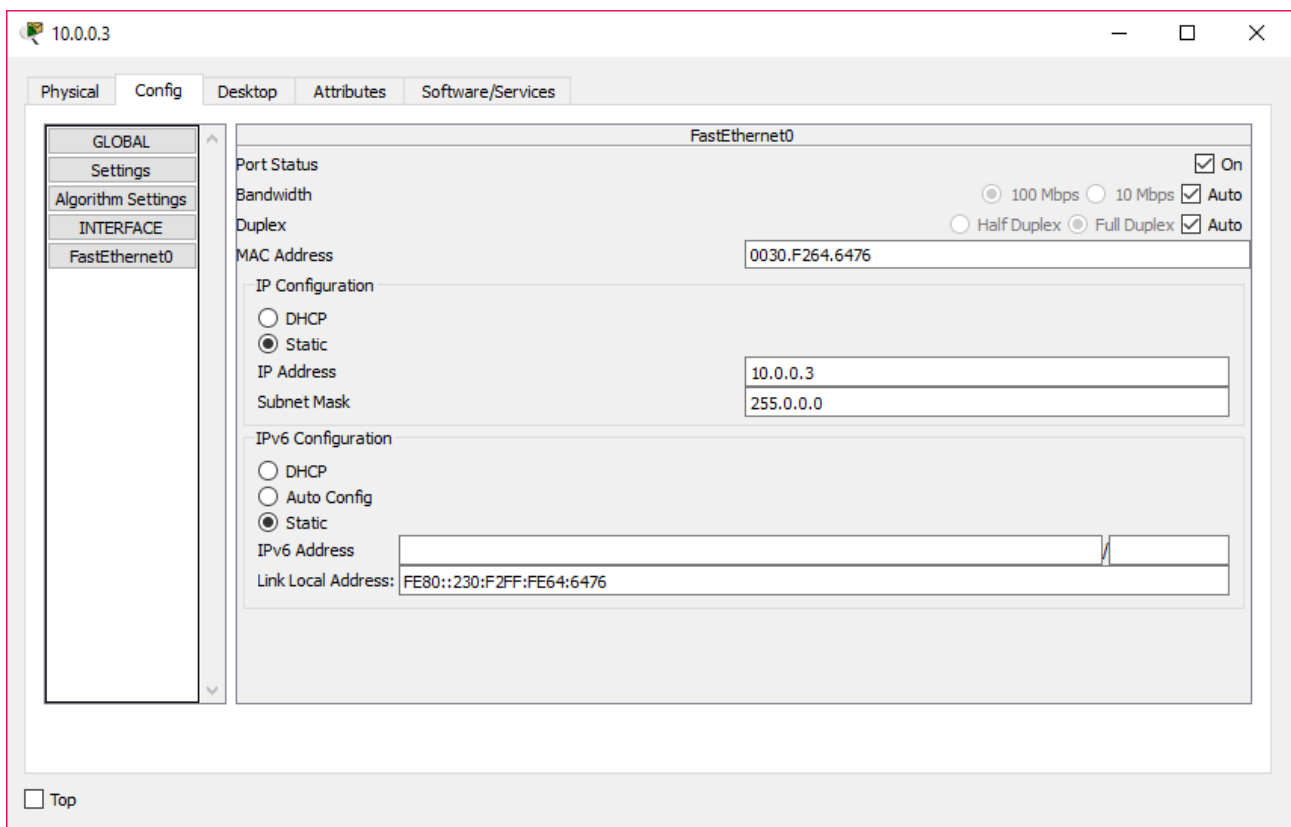 10.0.0.3
Physical Config Desktop Attributes Software/Services
GLOBAL
Settings
Algorithm Settings
INTERFACE
FastEthernet0
FastEthernet0
Port Status On
Bandwidth 100 Mbps 10 Mbps Auto
Duplex Half Duplex Full Duplex Auto
MAC Address 0030.F264.6476
IP Configuration
DHCP
Static
IP Address 10.0.0.3
Subnet Mask 255.0.0.0
IPv6 Configuration
DHCP
Auto Config
Static
IPv6 Address /
Link Local Address: FE80::230:F2FF:FE64:6476
Top